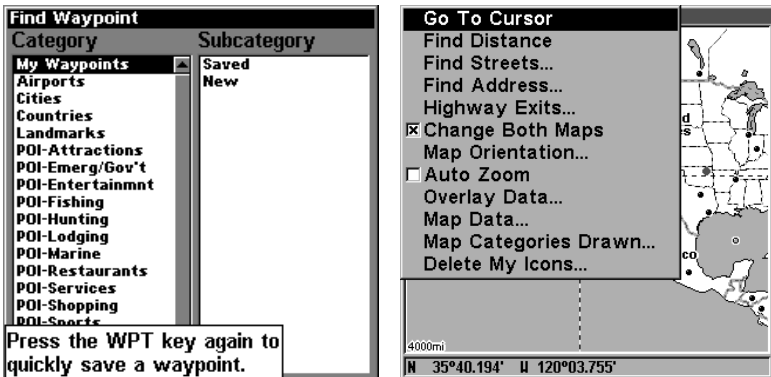 Find Waypoint
Category Subcategory
My Waypoints
Airports
Cities
Countries
Landmarks
POI-Attractions
POI-Emerg/Gov't
POI-Entertainmnt
POI-Fishing
POI-Hunting
POI-Lodging
POI-Marine
POI-Restaurants
POI-Services
POI-Shopping
POI-Sports
Saved
New
Press the WPT key again to
quickly save a waypoint.
Go To Cursor
Find Distance
Find Streets...
Find Address...
Highway Exits...
Change Both Maps
Map Orientation...
Auto Zoom
Overlay Data...
Map Data...
Map Categories Drawn...
Delete My Icons...
d
s
co
4000mi
N 35°40.194' W 120°03.755'